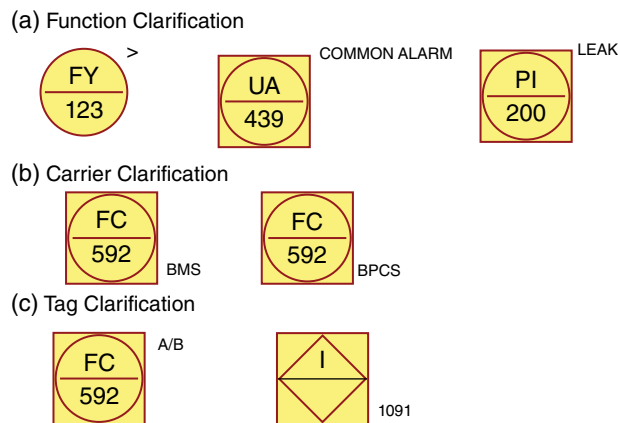 (a) Function Clarification
FY
123
>
UA
439
COMMON ALARM
PI
200
LEAK
(b) Carrier Clarification
FC
592
BMS
FC
592
BPCS
(c) Tag Clarification
FC
592
A/B
I
1091